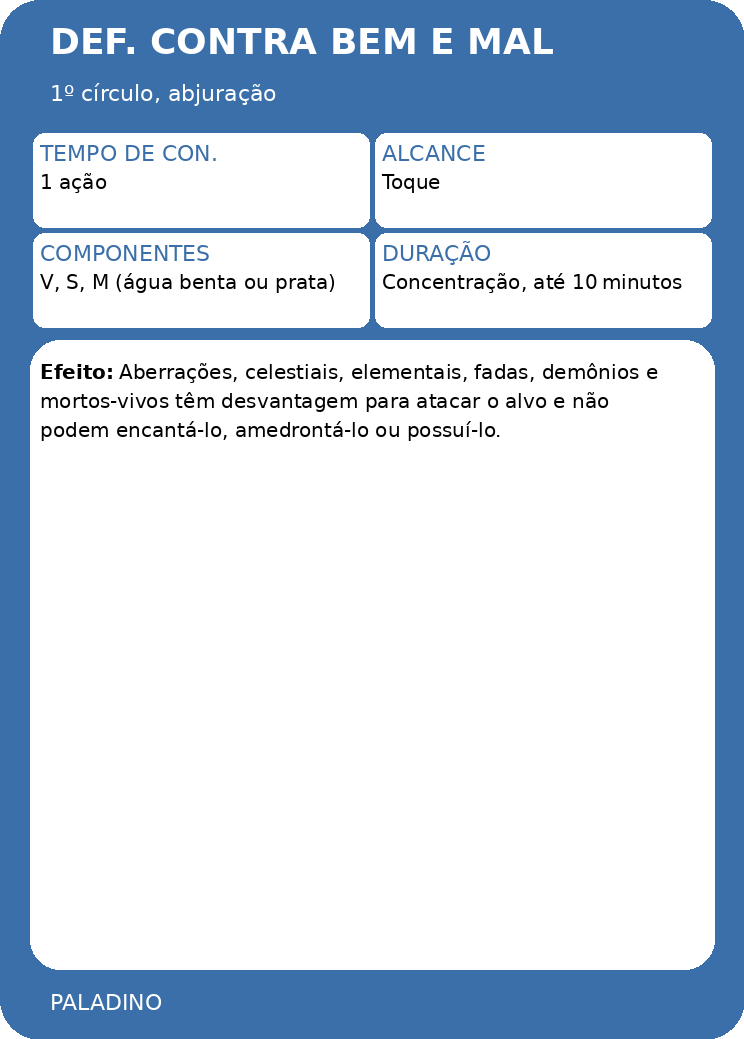 DEF. CONTRA BEM E MAL
1º círculo, abjuração
TEMPO DE CON.
1 ação
ALCANCE
Toque
COMPONENTES
V, S, M (água benta ou prata)
DURAÇÃO
Concentração, até 10 minutos
Efeito: Aberrações, celestiais, elementais, fadas, demônios e
mortos-vivos têm desvantagem para atacar o alvo e não
podem encantá-lo, amedrontá-lo ou possuí-lo.
PALADINO